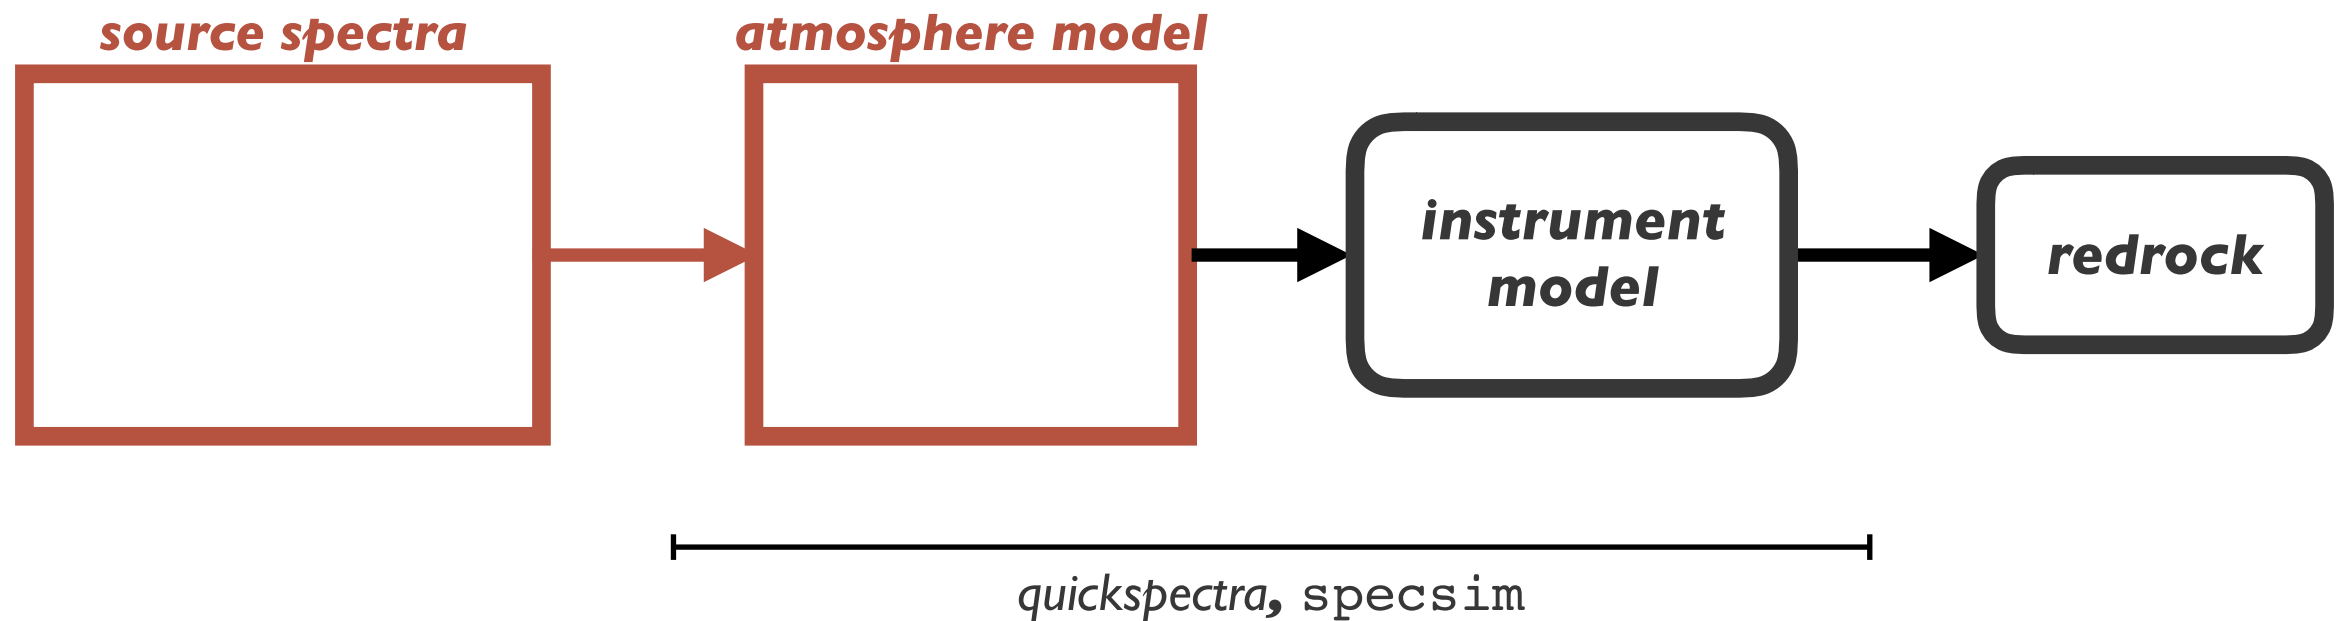 source spectra
atmosphere model
instrument
model
redrock
quickspectra, specsim